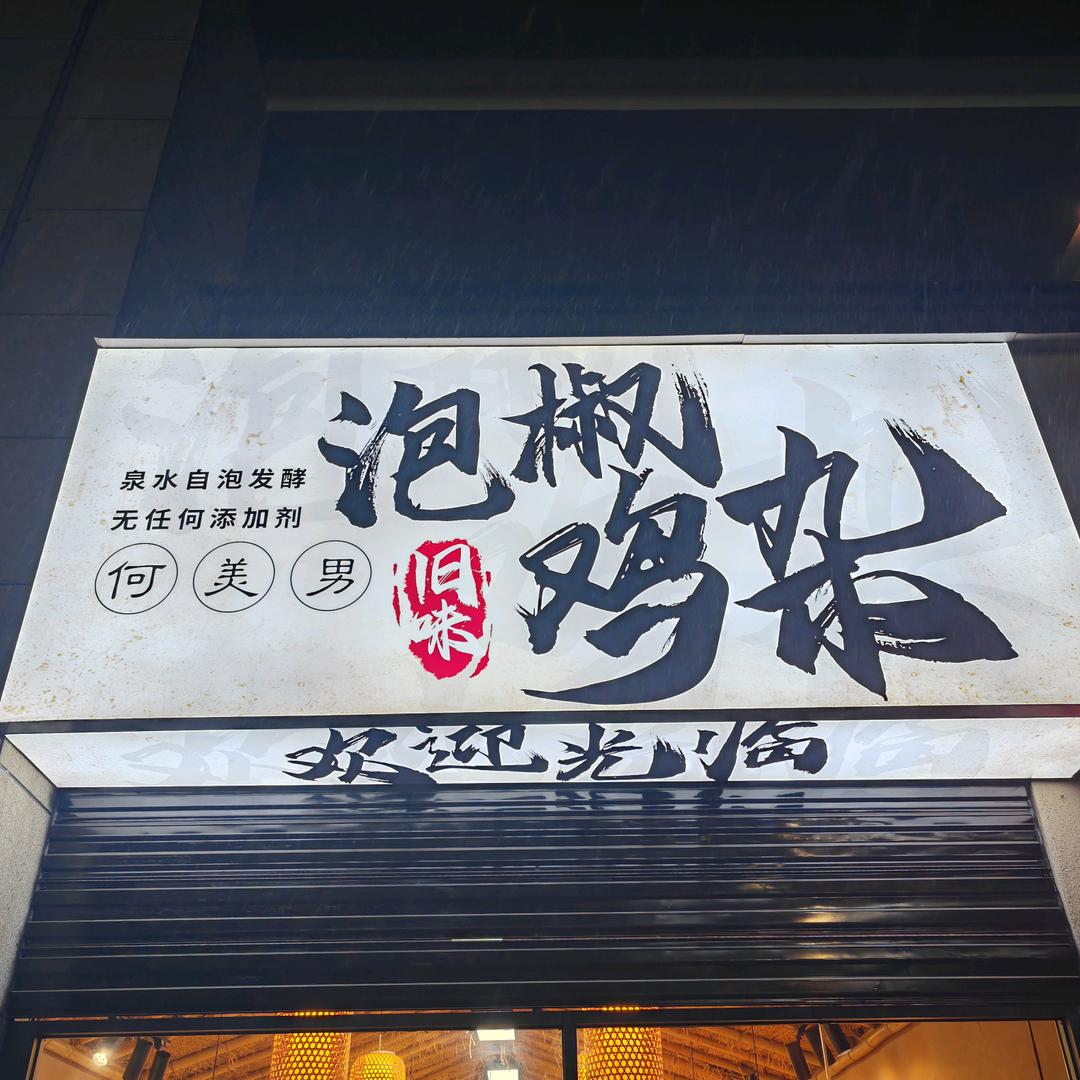 泡椒
鸡杂
泉水自泡发酵
无任何添加剂
何美男
旧味
欢迎光临